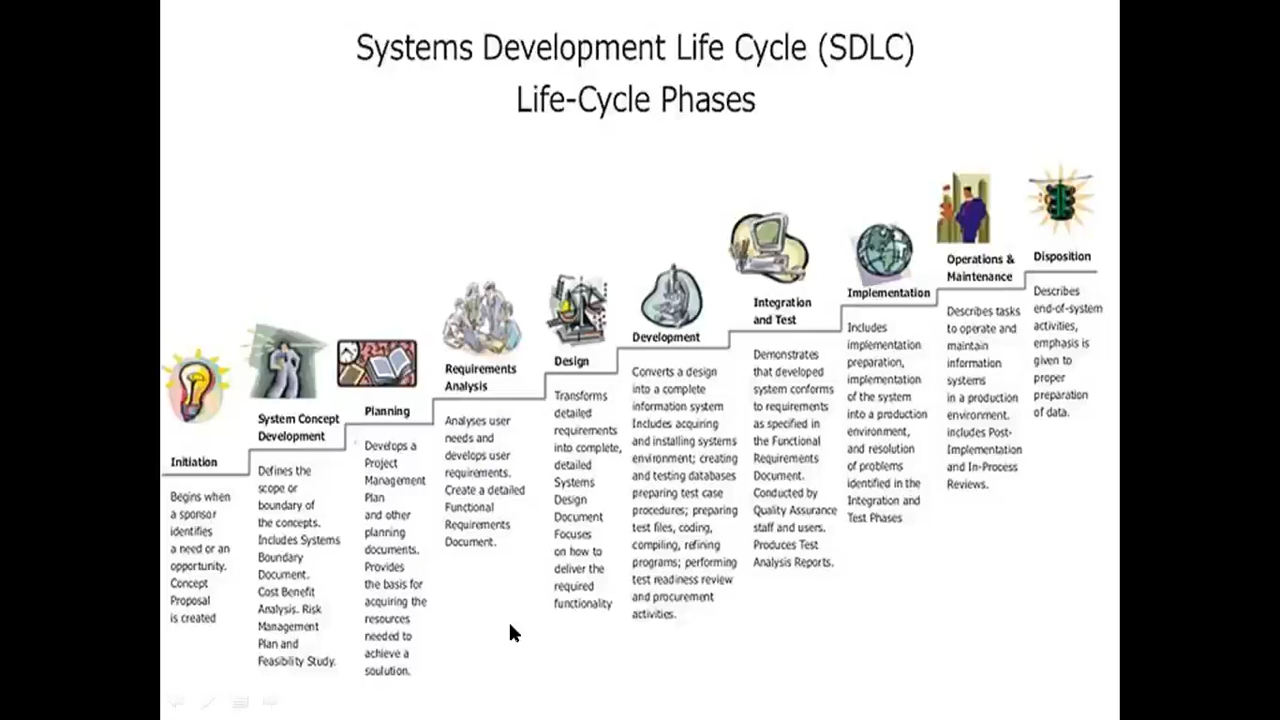 Systems Development Life Cycle (SDLC)
Life-Cycle Phases
Initiation
Begins when
a sponsor
identifies
a need or an
opportunity.
Concept
Proposal
is created
System Concept
Development
Defines the
scope or
boundary of
the concepts.
Includes Systems
Boundary
Document.
Cost Benefit
Analysis. Risk
Management
Plan and
Feasibility Study.
Planning
Develops a
Project
Management
Plan
and other
planning
documents.
Provides
the basis for
acquiring the
resources
needed to
achieve a
soulution.
Requirements
Analysis
Analyses user
needs and
develops user
requirements.
Create a detailed
Functional
Requirements
Document.
Design
Transforms
detailed
requirements
into complete,
detailed
Systems
Design
Document
Focuses
on how to
deliver the
required
functionality
Development
Converts a design
into a complete
information system
Includes acquiring
and installing systems
environment; creating
and testing databases
preparing test case
procedures; preparing
test files, coding,
compiling, refining
programs; performing
test readiness review
and procurement
activities.
Integration
and Test
Demonstrates
that developed
system conforms
to requirements
as specified in
the Functional
Requirements
Document.
Conducted by
Quality Assurance
staff and users.
Produces Test
Analysis Reports.
Implementation
Includes
implementation
preparation,
implementation
of the system
into a production
environment,
and resolution
of problems
identified in the
Integration and
Test Phases
Operations &
Maintenance
Describes tasks
to operate and
maintain
information
systems
in a production
environment.
includes Post-
Implementation
and In-Process
Reviews.
Disposition
Describes
end-of-system
activities,
emphasis is
given to
proper
preparation
of data.